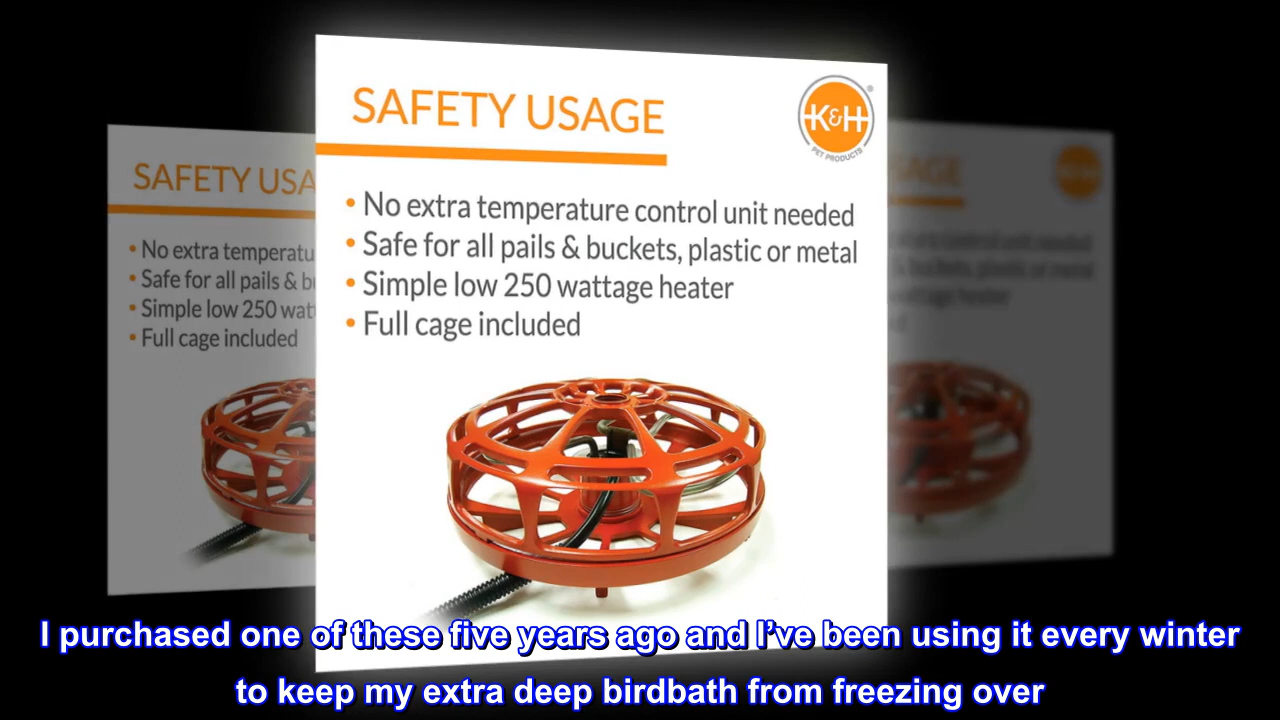 SAFETY USAGE
K&H
®
PET PRODUCTS
• No extra temperature control unit needed
• Safe for all pails & buckets, plastic or metal
• Simple low 250 wattage heater
• Full cage included
SAFETY USA
• No extra temperatu
• Safe for all pails & bu
• Simple low 250 wat
• Full cage included
I purchased one of these five years ago and I’ve been using it every winter
to keep my extra deep birdbath from freezing over